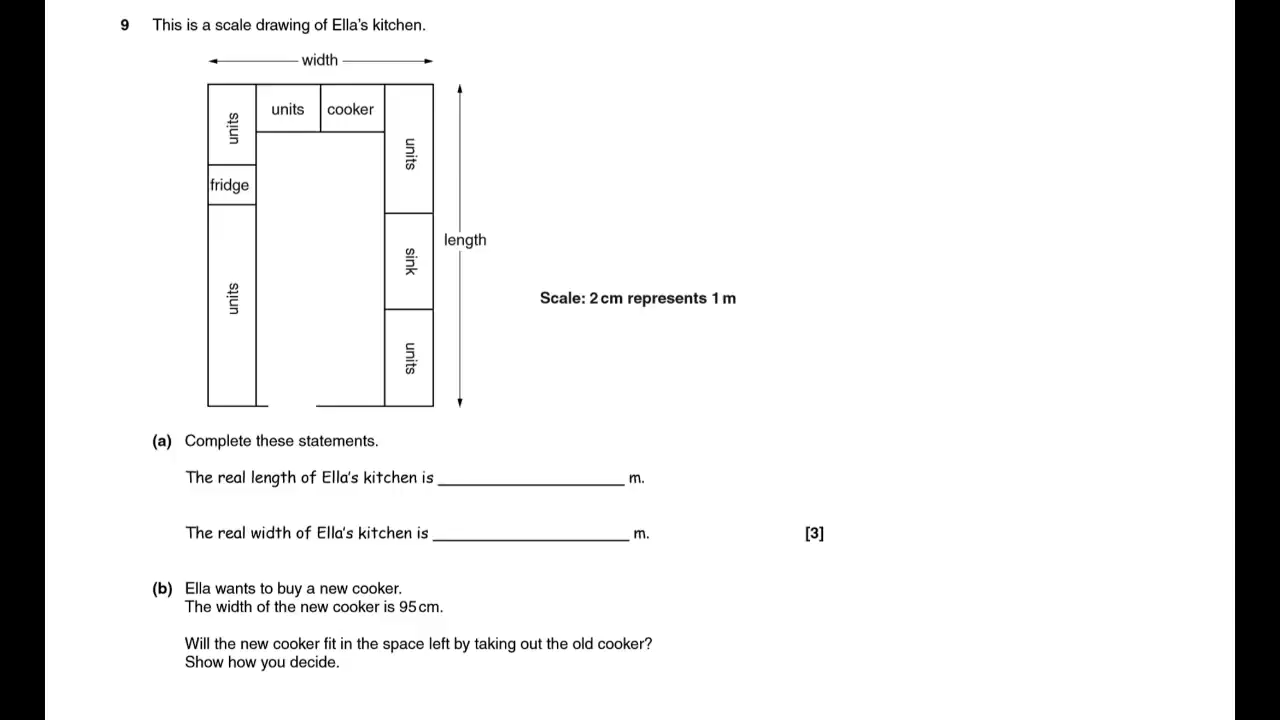 9 This is a scale drawing of Ella's kitchen.
width
units
units
cooker
units
fridge
length
sink
units
units
Scale: 2 cm represents 1 m
(a) Complete these statements.
The real length of Ella's kitchen is ______________________ m.
The real width of Ella's kitchen is ______________________ m. [3]
(b) Ella wants to buy a new cooker.
The width of the new cooker is 95 cm.
Will the new cooker fit in the space left by taking out the old cooker?
Show how you decide.